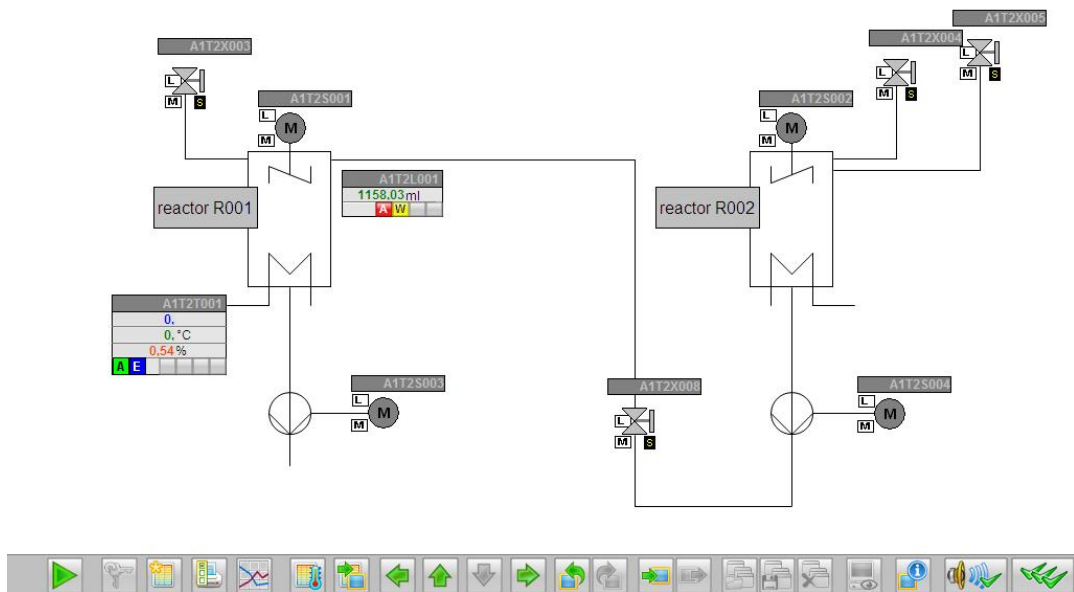 A1T2X005
A1T2X003
A1T2X004
L
L
L
M
S
M
S
M
S
A1T2S001
A1T2S002
L
M
M
L
M
M
A1T2L001
1158,03 ml
A W
reactor R001
reactor R002
A1T2T001
0,
0, °C
0,54 %
A E
A1T2S003
L
M
M
A1T2X008
L
M
S
A1T2S004
L
M
M
i